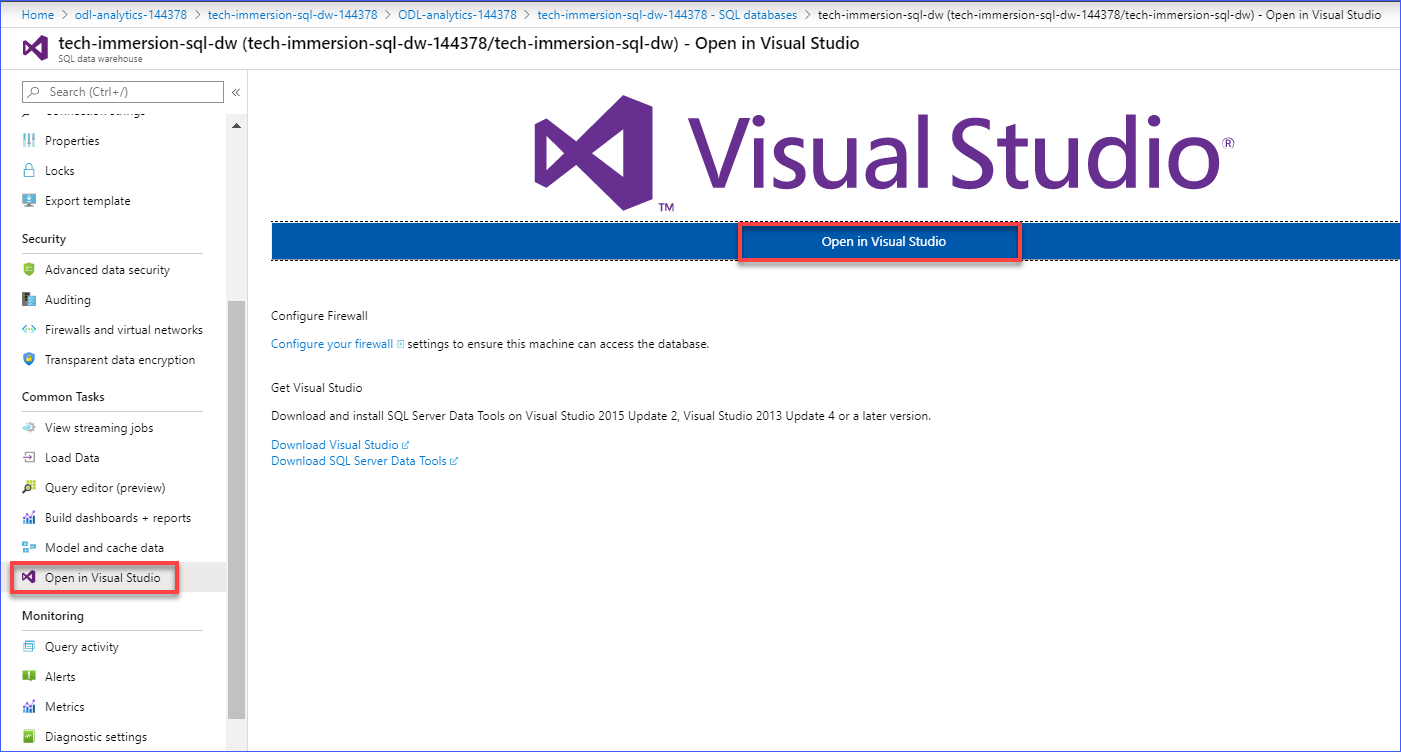 Home > odl-analytics-144378 > tech-immersion-sql-dw-144378 > ODL-analytics-144378 > tech-immersion-sql-dw-144378 - SQL databases > tech-immersion-sql-dw (tech-immersion-sql-dw-144378/tech-immersion-sql-dw) - Open in Visual Studio
tech-immersion-sql-dw (tech-immersion-sql-dw-144378/tech-immersion-sql-dw) - Open in Visual Studio
SQL data warehouse
Search (Ctrl+/)
«
Properties
Locks
Export template
Security
Advanced data security
Auditing
Firewalls and virtual networks
Transparent data encryption
Common Tasks
View streaming jobs
Load Data
Query editor (preview)
Build dashboards + reports
Model and cache data
Open in Visual Studio
Monitoring
Query activity
Alerts
Metrics
Diagnostic settings
Visual Studio®
™
Open in Visual Studio
Configure Firewall
Configure your firewall settings to ensure this machine can access the database.
Get Visual Studio
Download and install SQL Server Data Tools on Visual Studio 2015 Update 2, Visual Studio 2013 Update 4 or a later version.
Download Visual Studio
Download SQL Server Data Tools